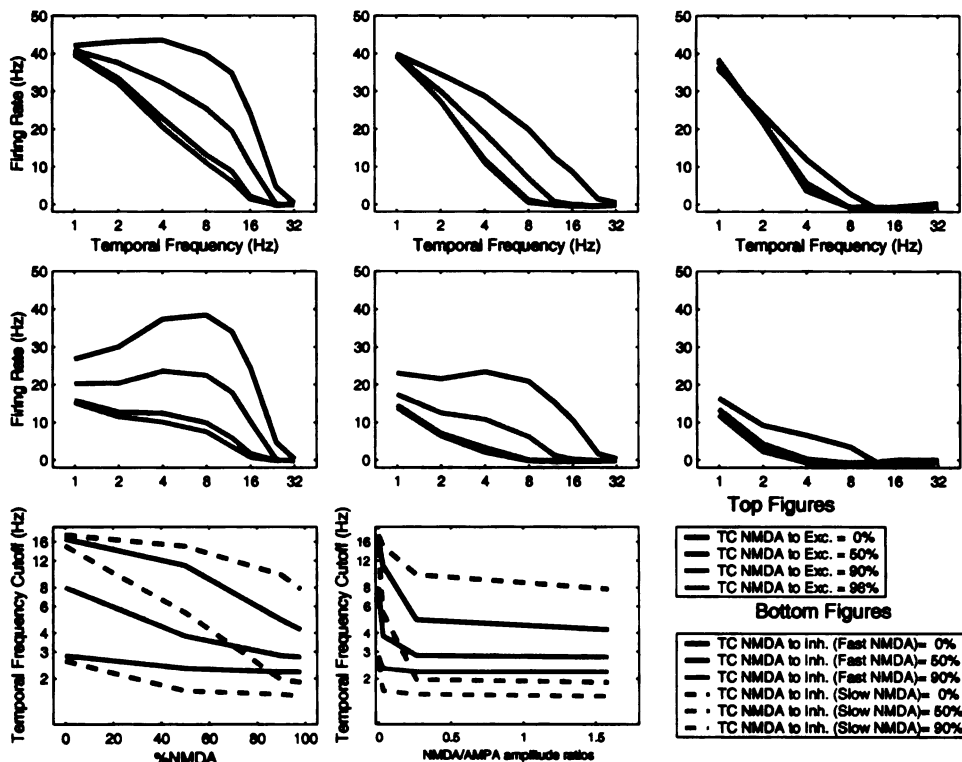 50
40
30
20
10
0
Firing Rate (Hz)
1 2 4 8 16 32
Temporal Frequency (Hz)
50
40
30
20
10
0
1 2 4 8 16 32
Temporal Frequency (Hz)
50
40
30
20
10
0
1 2 4 8 16 32
Temporal Frequency (Hz)
50
40
30
20
10
0
Firing Rate (Hz)
1 2 4 8 16 32
50
40
30
20
10
0
1 2 4 8 16 32
50
40
30
20
10
0
1 2 4 8 16 32
16
12
8
6
4
3
2
Temporal Frequency Cutoff (Hz)
0 20 40 60 80 100
%NMDA
16
12
8
6
4
3
2
Temporal Frequency Cutoff (Hz)
0 0.5 1 1.5
NMDA/AMPA amplitude ratios
Top Figures
TC NMDA to Exc. = 0%
TC NMDA to Exc. = 50%
TC NMDA to Exc. = 90%
TC NMDA to Exc. = 98%
Bottom Figures
TC NMDA to Inh. (Fast NMDA)= 0%
TC NMDA to Inh. (Fast NMDA)= 50%
TC NMDA to Inh. (Fast NMDA)= 90%
TC NMDA to Inh. (Slow NMDA)= 0%
TC NMDA to Inh. (Slow NMDA)= 50%
TC NMDA to Inh. (Slow NMDA)= 90%